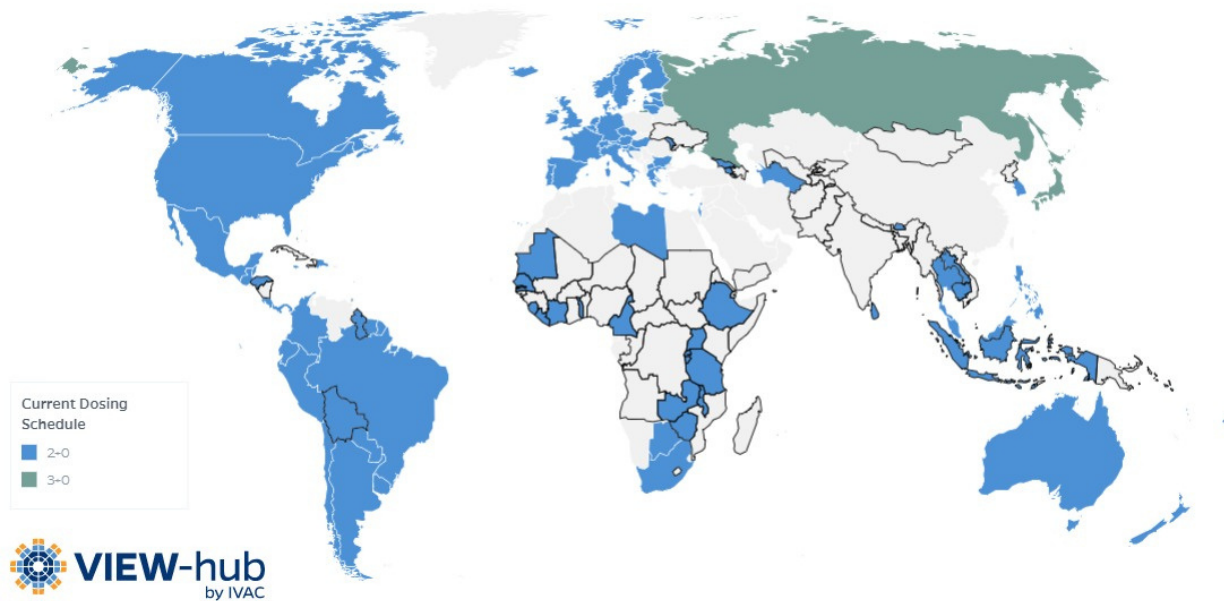 Current Dosing
Schedule
2+0
3+0
VIEW-hub
by IVAC